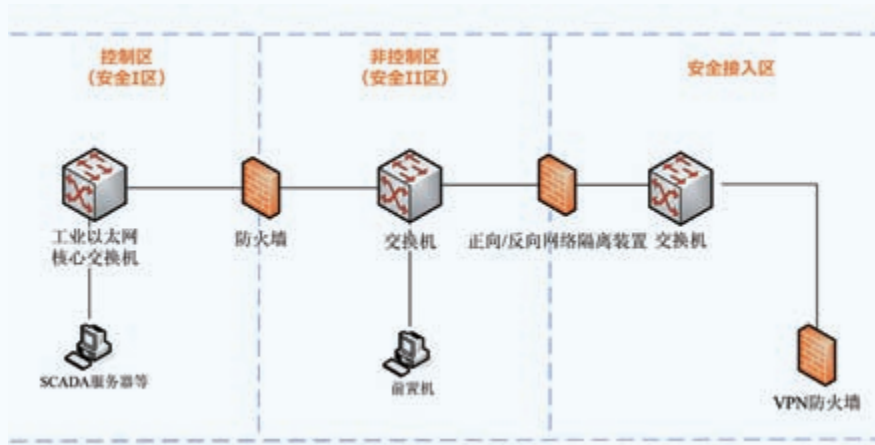 控制区
（安全I区）
非控制区
（安全II区）
安全接入区
工业以太网
核心交换机
防火墙
交换机
正向/反向网络隔离装置
交换机
SCADA服务器等
前置机
VPN防火墙